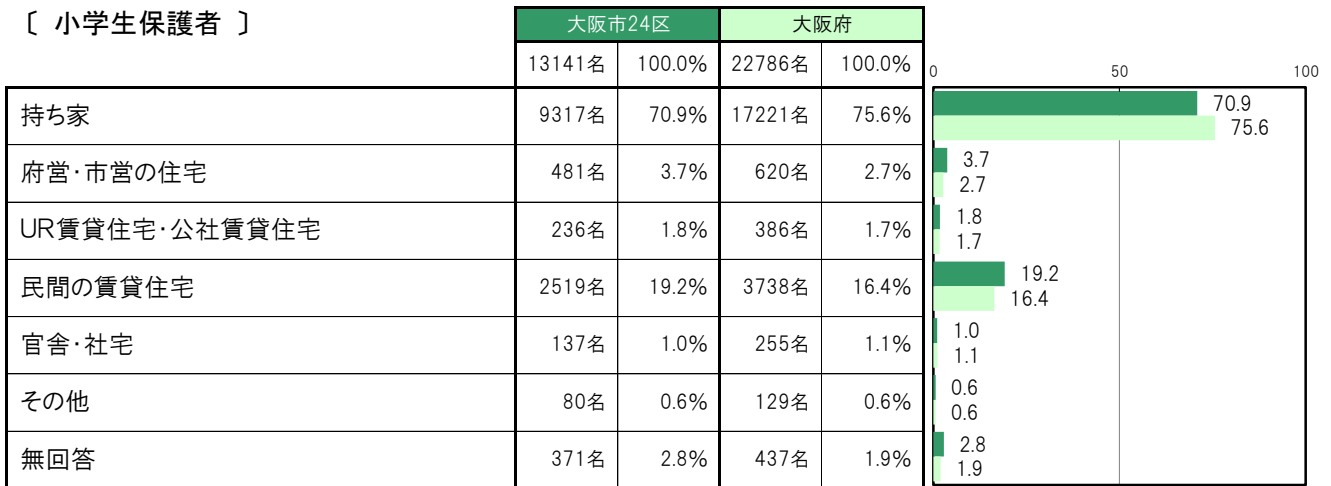 〔 小学生保護者 〕
大阪市24区 大阪府
13141名 100.0% 22786名 100.0%
0 50 100
持ち家 9317名 70.9% 17221名 75.6%
70.9
75.6
府営・市営の住宅 481名 3.7% 620名 2.7%
3.7
2.7
UR賃貸住宅・公社賃貸住宅 236名 1.8% 386名 1.7%
1.8
1.7
民間の賃貸住宅 2519名 19.2% 3738名 16.4%
19.2
16.4
官舎・社宅 137名 1.0% 255名 1.1%
1.0
1.1
その他 80名 0.6% 129名 0.6%
0.6
0.6
無回答 371名 2.8% 437名 1.9%
2.8
1.9